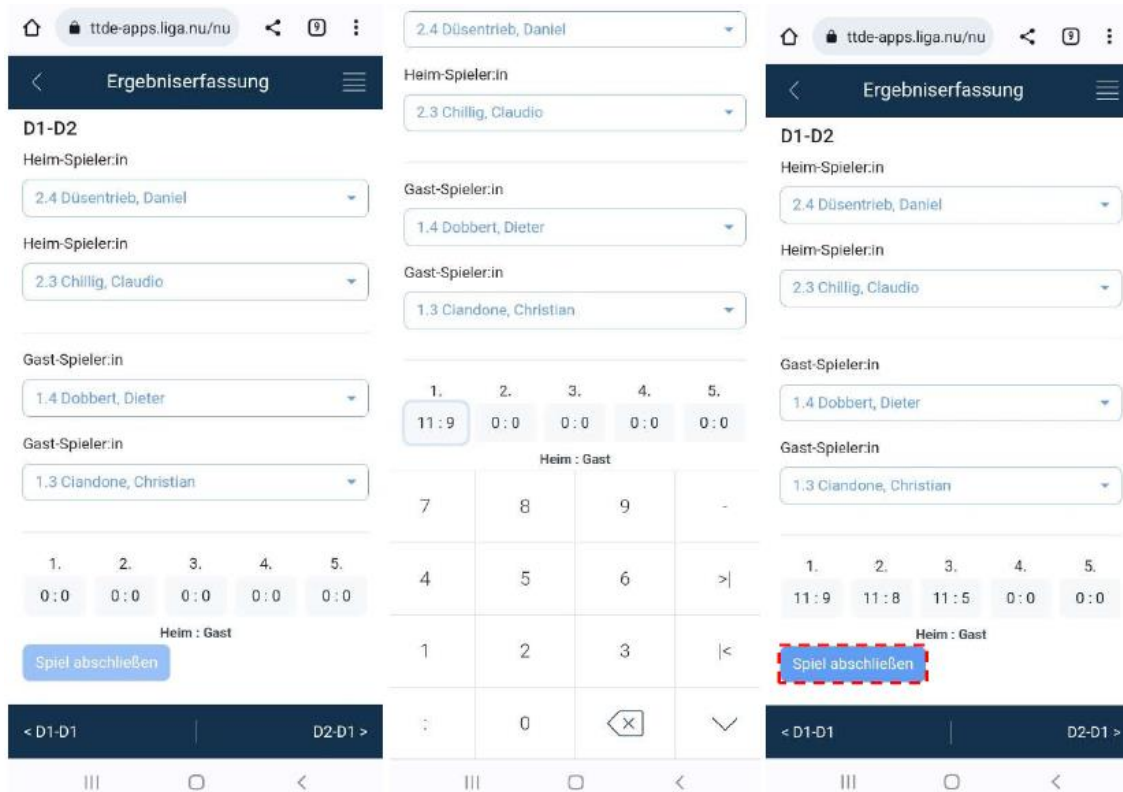 ttde-apps.liga.nu/nu
9
Ergebniserfassung
D1-D2
Heim-Spieler:in
2.4 Düsentrieb, Daniel
Heim-Spieler:in
2.3 Chillig, Claudio
Gast-Spieler:in
1.4 Dobbert, Dieter
Gast-Spieler:in
1.3 Ciandone, Christian
1. 2. 3. 4. 5.
0:0 0:0 0:0 0:0 0:0
Heim : Gast
Spiel abschließen
< D1-D1 D2-D1 >
2.4 Düsentrieb, Daniel
Heim-Spieler:in
2.3 Chillig, Claudio
Gast-Spieler:in
1.4 Dobbert, Dieter
Gast-Spieler:in
1.3 Ciandone, Christian
1. 2. 3. 4. 5.
11:9 0:0 0:0 0:0 0:0
Heim : Gast
7 8 9 -
4 5 6 >|
1 2 3 |<
: 0
ttde-apps.liga.nu/nu
9
Ergebniserfassung
D1-D2
Heim-Spieler:in
2.4 Düsentrieb, Daniel
Heim-Spieler:in
2.3 Chillig, Claudio
Gast-Spieler:in
1.4 Dobbert, Dieter
Gast-Spieler:in
1.3 Ciandone, Christian
1. 2. 3. 4. 5.
11:9 11:8 11:5 0:0 0:0
Heim : Gast
Spiel abschließen
< D1-D1 D2-D1 >